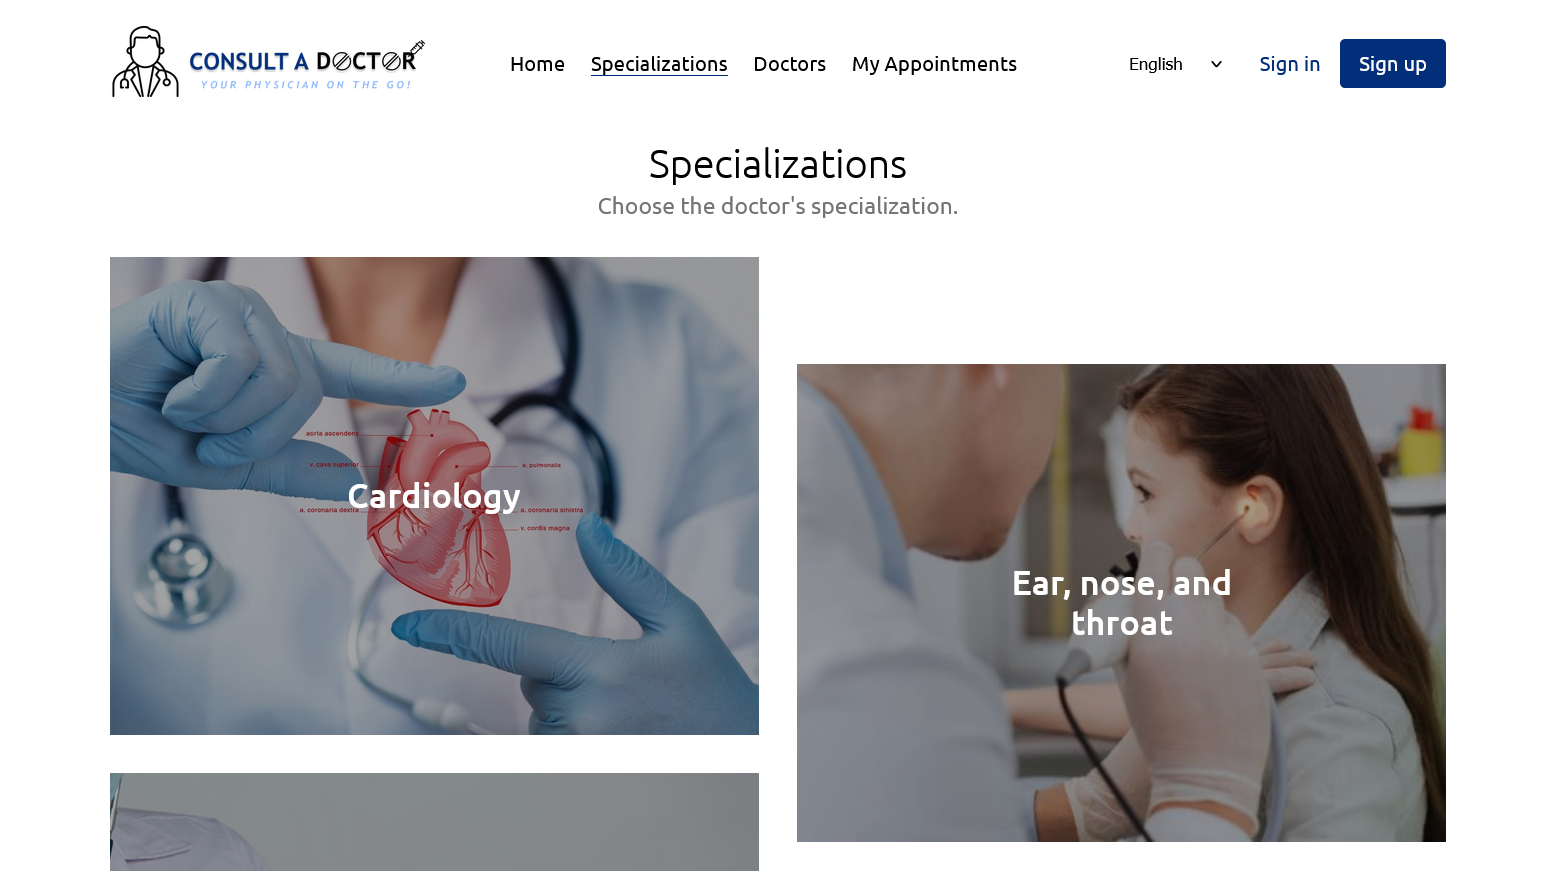 CONSULT A DOCTOR
YOUR PHYSICIAN ON THE GO!
Home
Specializations
Doctors
My Appointments
English
Sign in
Sign up
Specializations
Choose the doctor's specialization.
aorta ascendens
v. cava superior
a. pulmonalis
a. coronaria dextra
a. coronaria sinistra
v. cordis magna
Cardiology
Ear, nose, and
throat